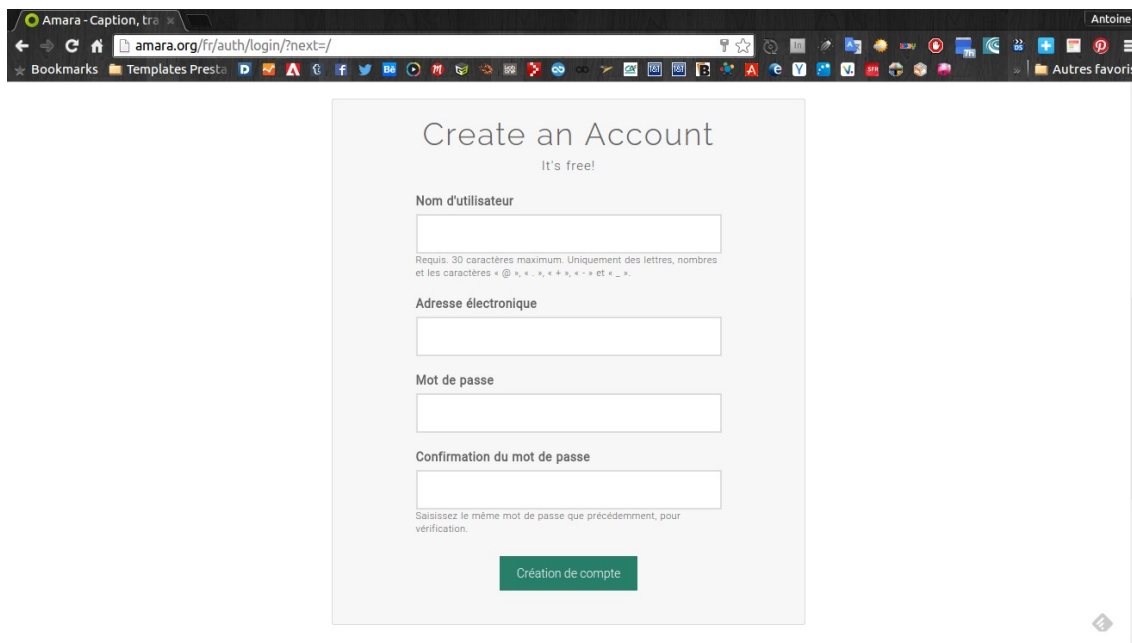 Amara - Caption, tra
Antoine
amara.org/fr/auth/login/?next=/
Bookmarks
Templates Presta
Autres favoris
Create an Account
It's free!
Nom d'utilisateur
Requis. 30 caractères maximum. Uniquement des lettres, nombres
et les caractères « @ », « . », « + », « - » et « _ ».
Adresse électronique
Mot de passe
Confirmation du mot de passe
Saisissez le même mot de passe que précédemment, pour
vérification.
Création de compte